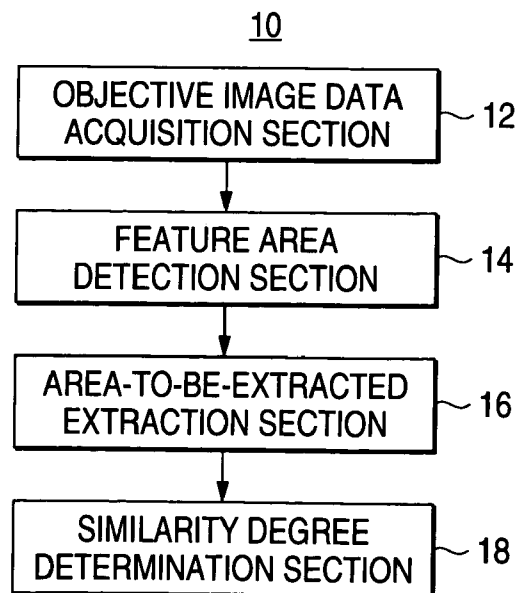 10
OBJECTIVE IMAGE DATA
ACQUISITION SECTION
12
FEATURE AREA
DETECTION SECTION
14
AREA-TO-BE-EXTRACTED
EXTRACTION SECTION
16
SIMILARITY DEGREE
DETERMINATION SECTION
18